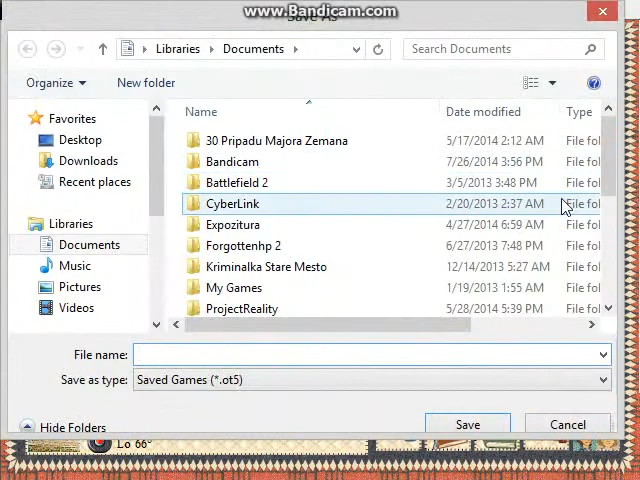 www.Bandicam.com
Save As
Libraries
Documents
Search Documents
Organize
New folder
Name
Date modified
Type
Favorites
Desktop
Downloads
Recent places
Libraries
Documents
Music
Pictures
Videos
30 Pripadu Majora Zemana 5/17/2014 2:12 AM File fol
Bandicam 7/26/2014 3:56 PM File fol
Battlefield 2 3/5/2013 3:48 PM File fol
CyberLink 2/20/2013 2:37 AM File fol
Expozitura 4/27/2014 6:59 AM File fol
Forgottenhp 2 6/27/2013 7:48 PM File fol
Kriminalka Stare Mesto 12/14/2013 5:27 AM File fol
My Games 1/19/2013 1:55 AM File fol
ProjectReality 5/28/2014 5:39 PM File fol
File name:
Save as type: Saved Games (*.ot5)
Hide Folders
Save
Cancel
Lo 66°